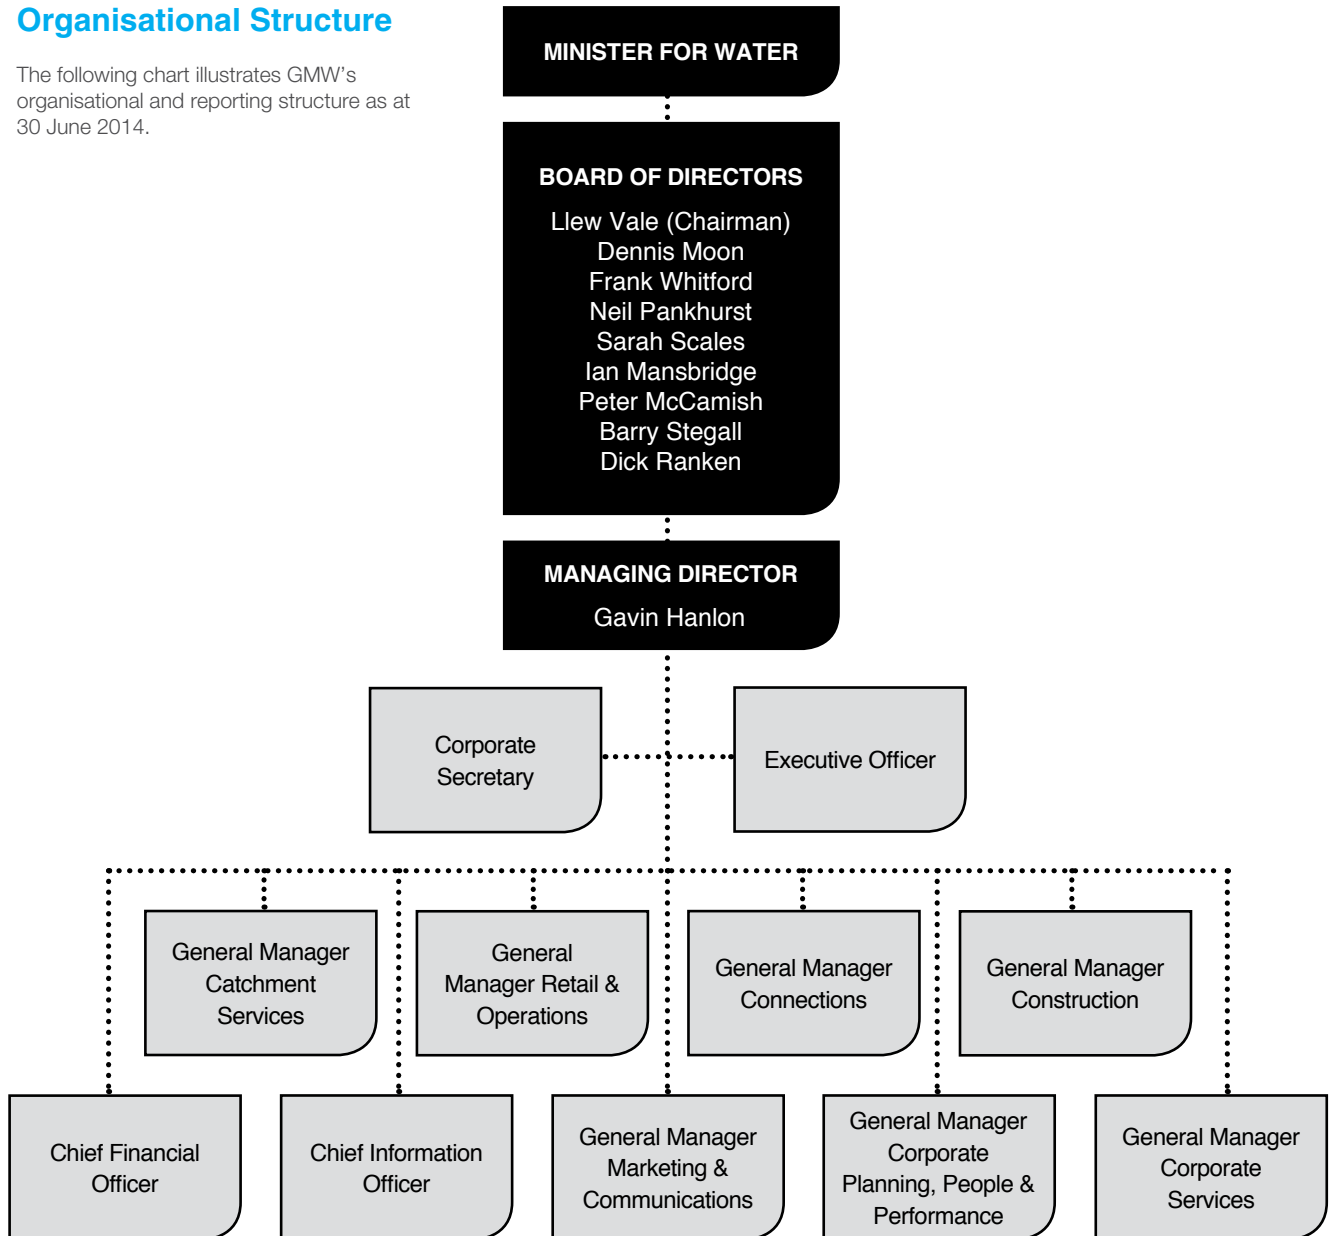 Organisational Structure
The following chart illustrates GMW's
organisational and reporting structure as at
30 June 2014.
MINISTER FOR WATER
BOARD OF DIRECTORS
Llew Vale (Chairman)
Dennis Moon
Frank Whitford
Neil Pankhurst
Sarah Scales
Ian Mansbridge
Peter McCamish
Barry Stegall
Dick Ranken
MANAGING DIRECTOR
Gavin Hanlon
Corporate
Secretary
Executive Officer
General Manager
Catchment
Services
General
Manager Retail &
Operations
General Manager
Connections
General Manager
Construction
Chief Financial
Officer
Chief Information
Officer
General Manager
Marketing &
Communications
General Manager
Corporate
Planning, People &
Performance
General Manager
Corporate
Services